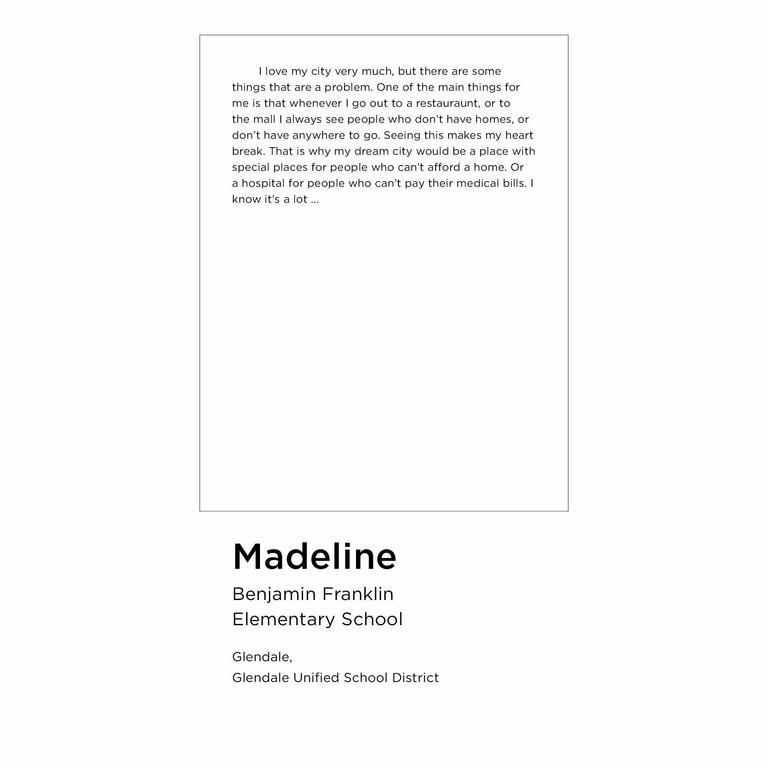 I love my city very much, but there are some
things that are a problem. One of the main things for
me is that whenever I go out to a restauraunt, or to
the mall I always see people who don’t have homes, or
don’t have anywhere to go. Seeing this makes my heart
break. That is why my dream city would be a place with
special places for people who can’t afford a home. Or
a hospital for people who can’t pay their medical bills. I
know it’s a lot ...
Madeline
Benjamin Franklin
Elementary School
Glendale,
Glendale Unified School District